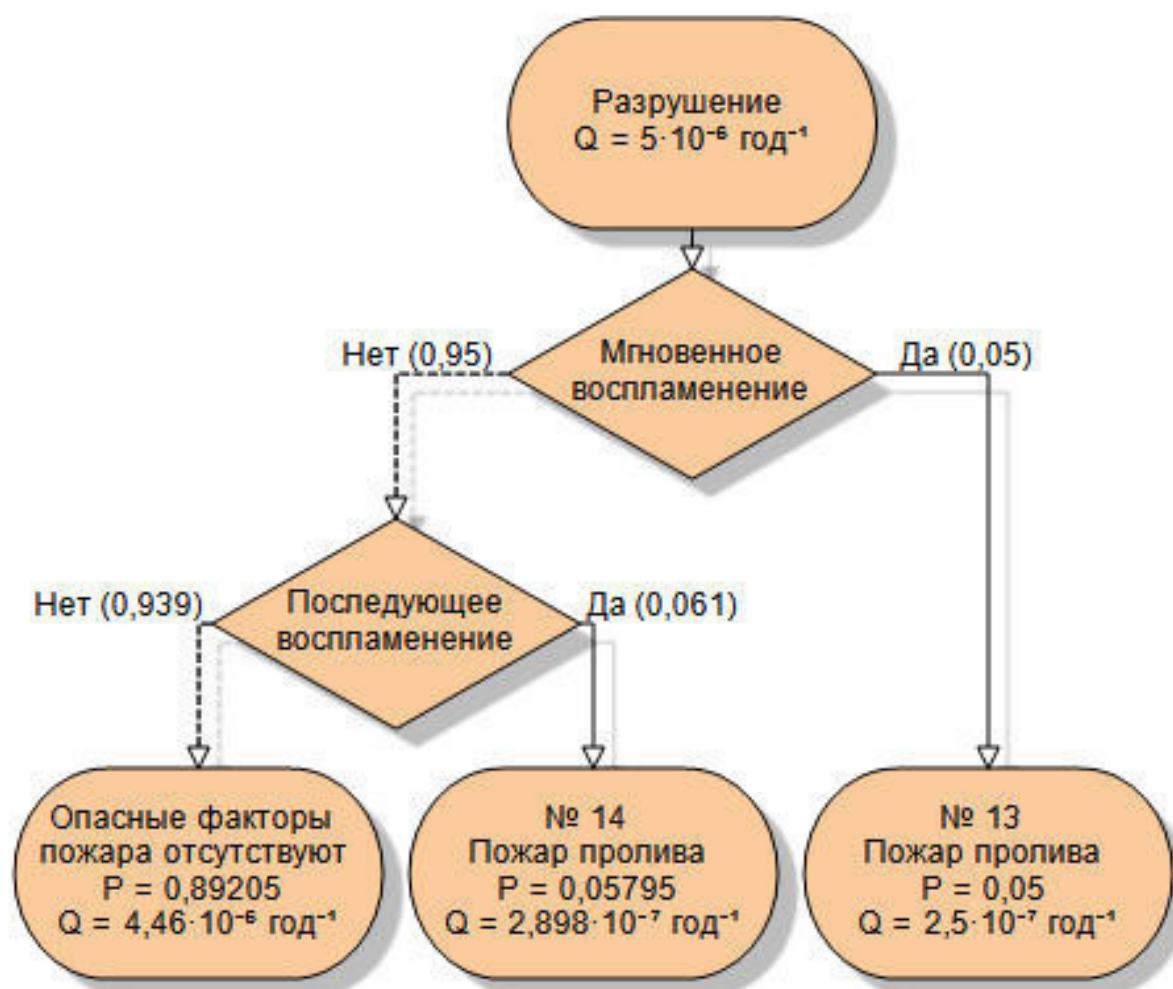 Разрушение
Q = 5·10⁻⁶ год⁻¹
Нет (0,95)
Мгновенное
воспламенение
Да (0,05)
Нет (0,939)
Последующее
воспламенение
Да (0,061)
Опасные факторы
пожара отсутствуют
P = 0,89205
Q = 4,46·10⁻⁶ год⁻¹
№ 14
Пожар пролива
P = 0,05795
Q = 2,898·10⁻⁷ год⁻¹
№ 13
Пожар пролива
P = 0,05
Q = 2,5·10⁻⁷ год⁻¹